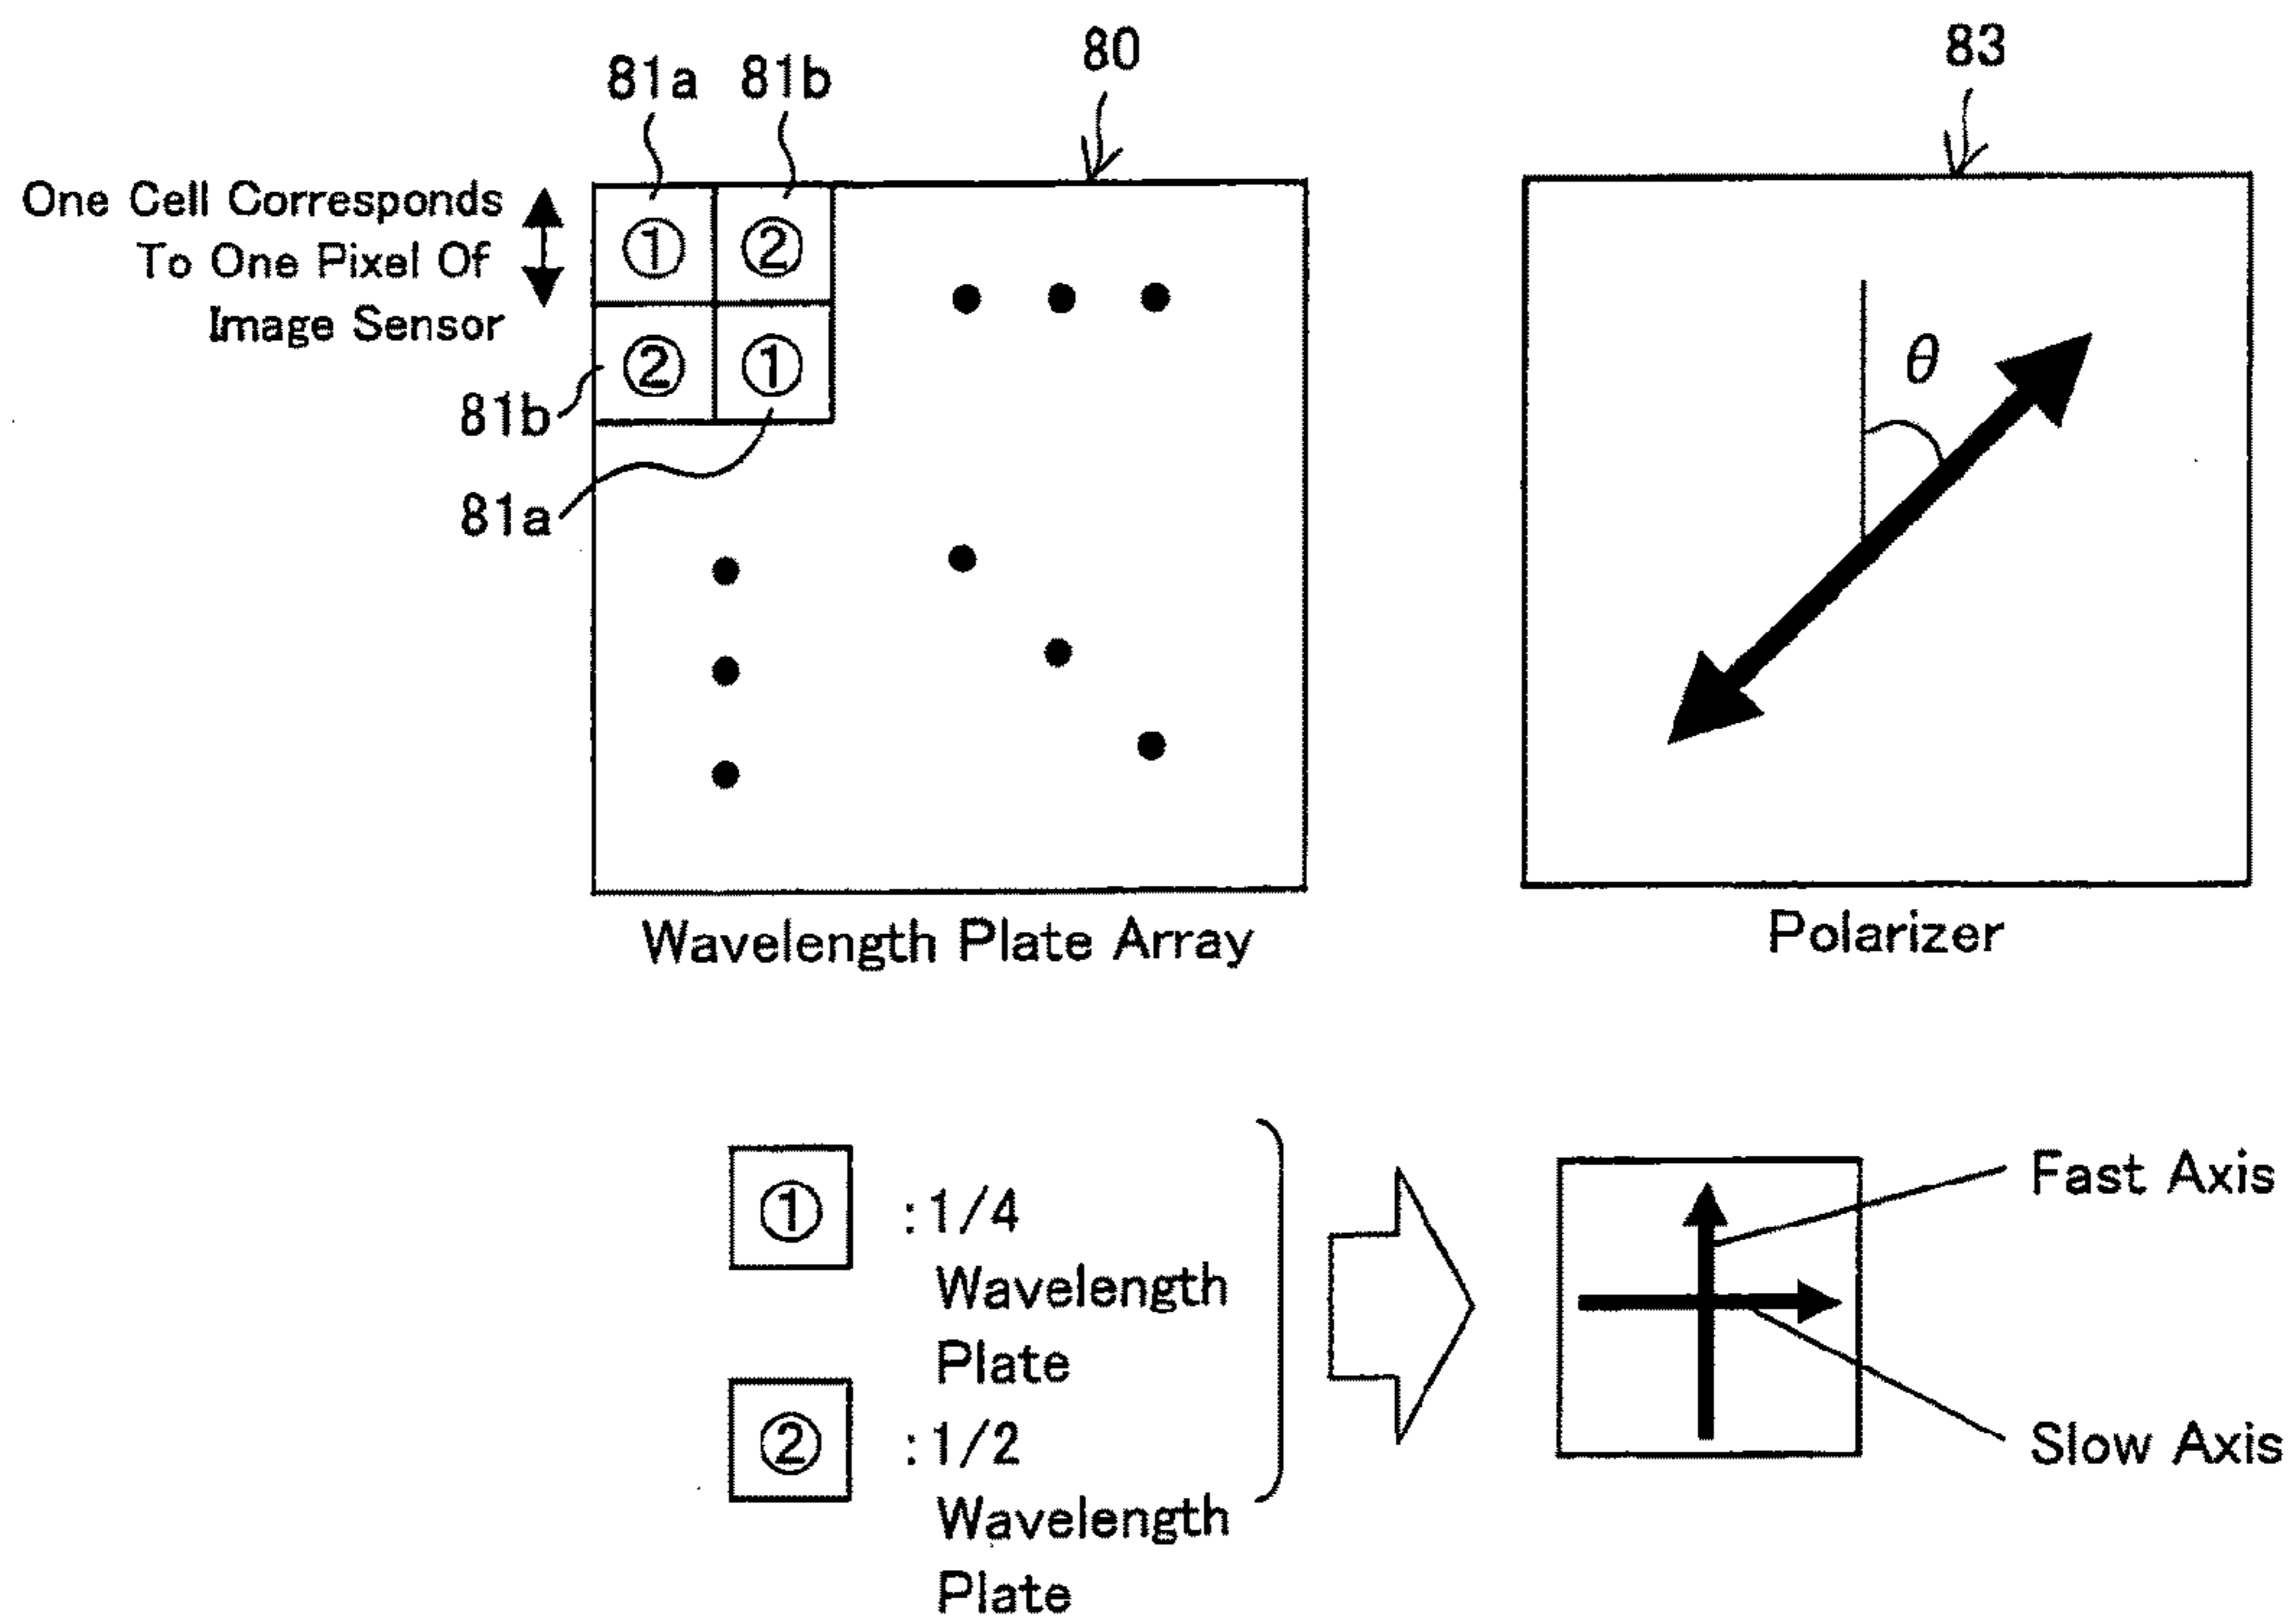 81a 81b 80 83
One Cell Corresponds
To One Pixel Of
Image Sensor
① ②
② ①
81b
81a
θ
Wavelength Plate Array
Polarizer
① :1/4
Wavelength
Plate
② :1/2
Wavelength
Plate
Fast Axis
Slow Axis